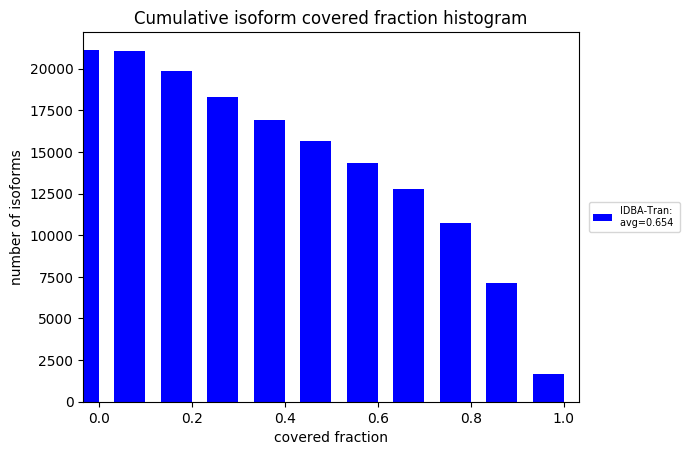 Cumulative isoform covered fraction histogram
number of isoforms
20000
17500
15000
12500
10000
7500
5000
2500
0
0.0 0.2 0.4 0.6 0.8 1.0
covered fraction
IDBA-Tran:
avg=0.654